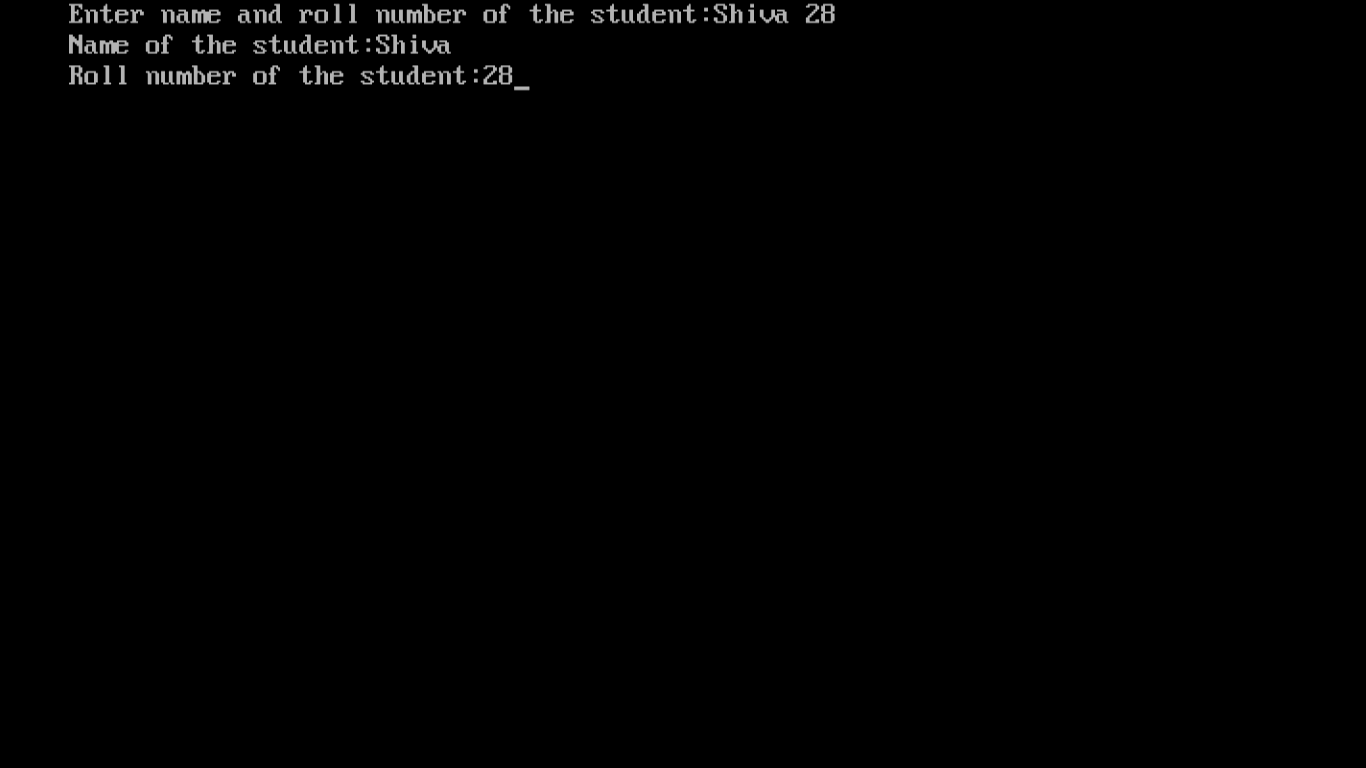 Enter name and roll number of the student:Shiva 28
Name of the student:Shiva
Roll number of the student:28_